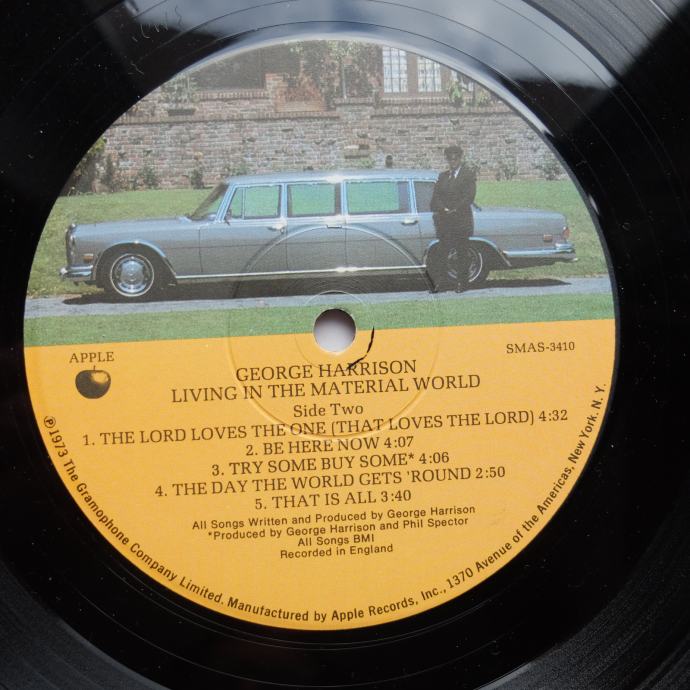 APPLE
SMAS-3410
GEORGE HARRISON
LIVING IN THE MATERIAL WORLD
Side Two
1. THE LORD LOVES THE ONE (THAT LOVES THE LORD) 4:32
2. BE HERE NOW 4:07
3. TRY SOME BUY SOME* 4:06
4. THE DAY THE WORLD GETS 'ROUND 2:50
5. THAT IS ALL 3:40
All Songs Written and Produced by George Harrison
*Produced by George Harrison and Phil Spector
All Songs BMI
Recorded in England
℗1973 The Gramophone Company Limited. Manufactured by Apple Records, Inc., 1370 Avenue of the Americas, New York. N. Y.